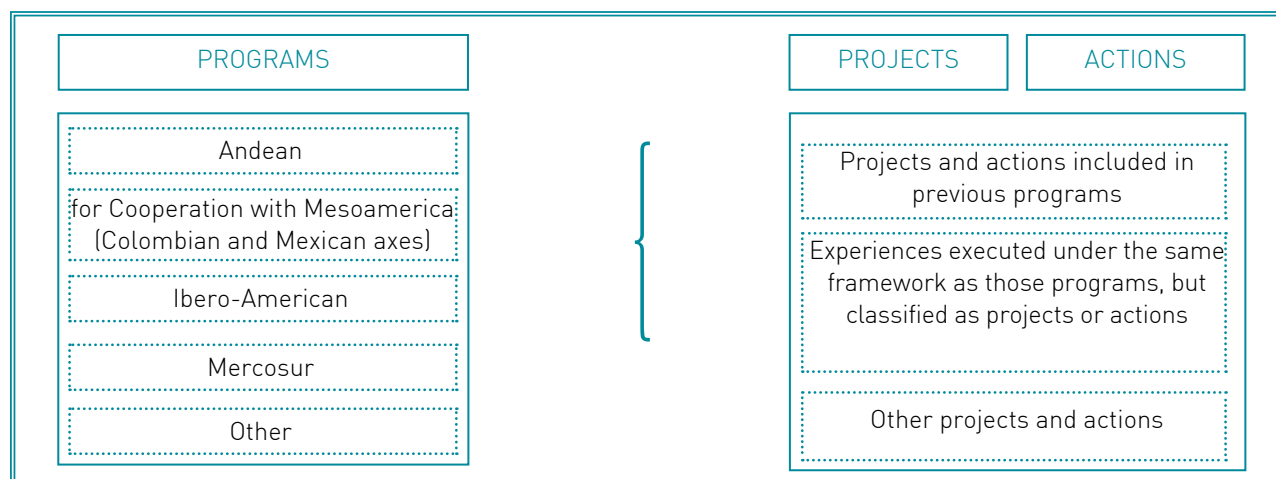 PROGRAMS
PROJECTS
ACTIONS
Andean
for Cooperation with Mesoamerica
(Colombian and Mexican axes)
Ibero-American
Mercosur
Other
Projects and actions included in
previous programs
Experiences executed under the same
framework as those programs, but
classified as projects or actions
Other projects and actions